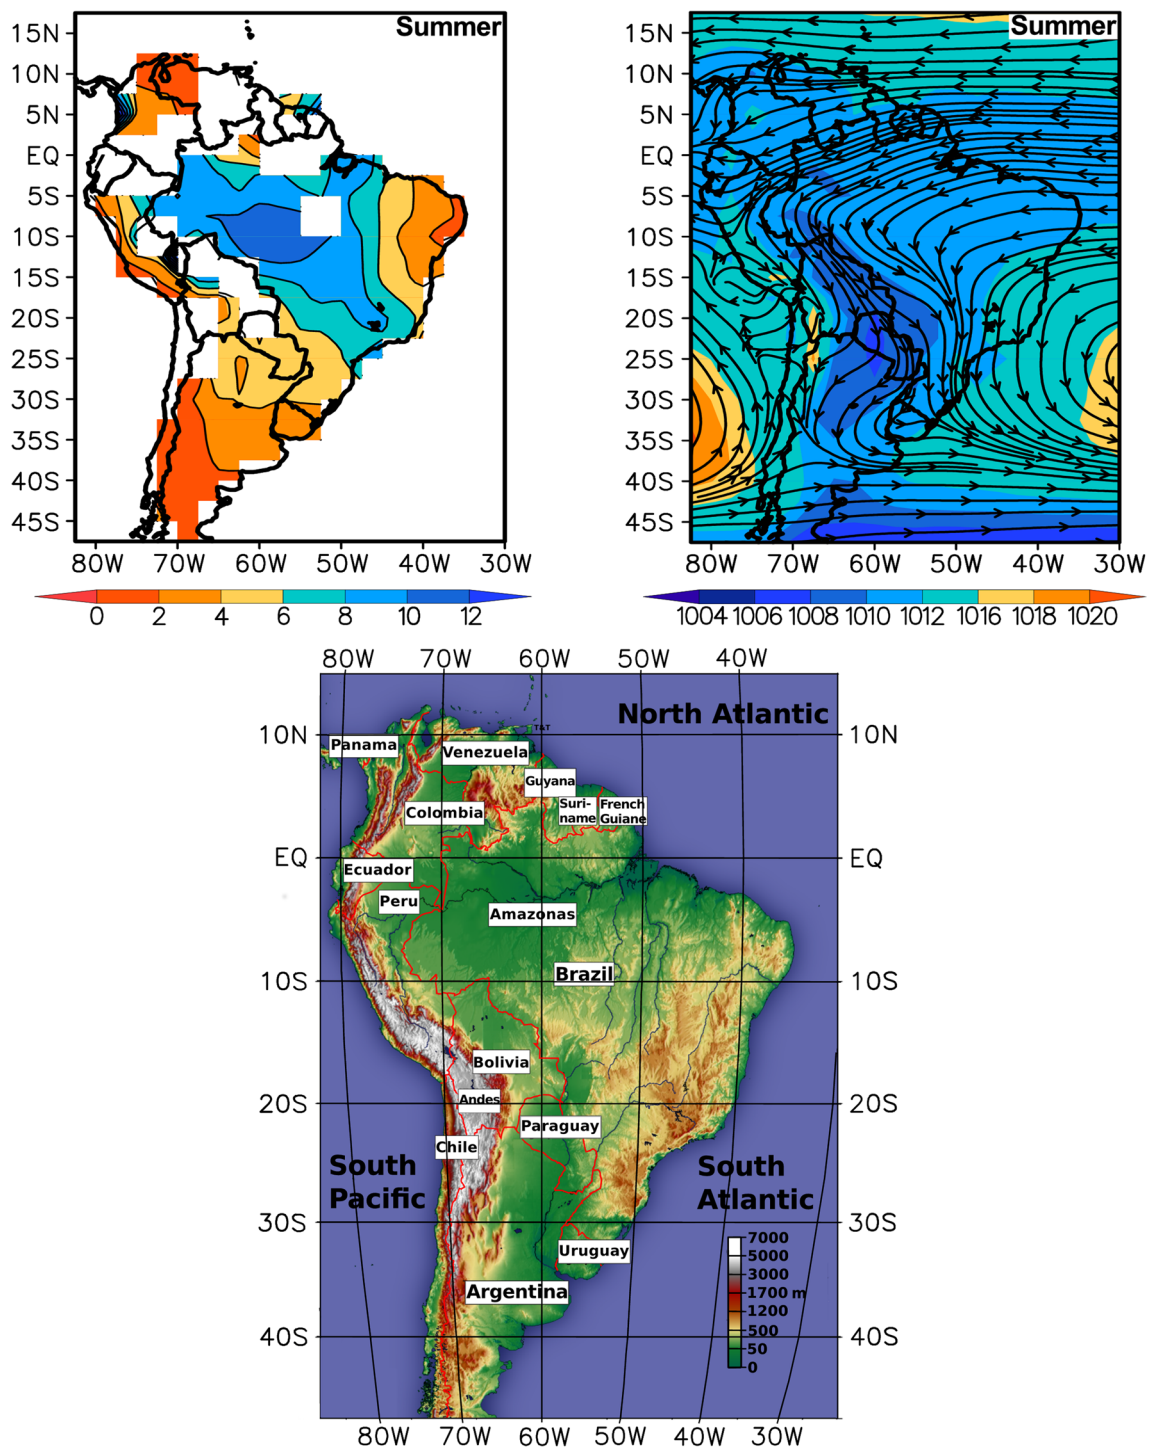 Summer
15N
10N
5N
EQ
5S
10S
15S
20S
25S
30S
35S
40S
45S
80W 70W 60W 50W 40W 30W
0 2 4 6 8 10 12
Summer
15N
10N
5N
EQ
5S
10S
15S
20S
25S
30S
35S
40S
45S
80W 70W 60W 50W 40W 30W
1004 1006 1008 1010 1012 1016 1018 1020
80W 70W 60W 50W 40W
North Atlantic
T&T
10N 10N
Panama
Venezuela
Guyana
Colombia
Suri-
name
French
Guiane
EQ EQ
Ecuador
Peru
Amazonas
Brazil
10S 10S
Bolivia
Andes
20S 20S
Paraguay
Chile
South
Pacific
South
Atlantic
30S 30S
Uruguay
Argentina
7000
5000
3000
1700 m
1200
500
50
0
40S 40S
80W 70W 60W 50W 40W 30W